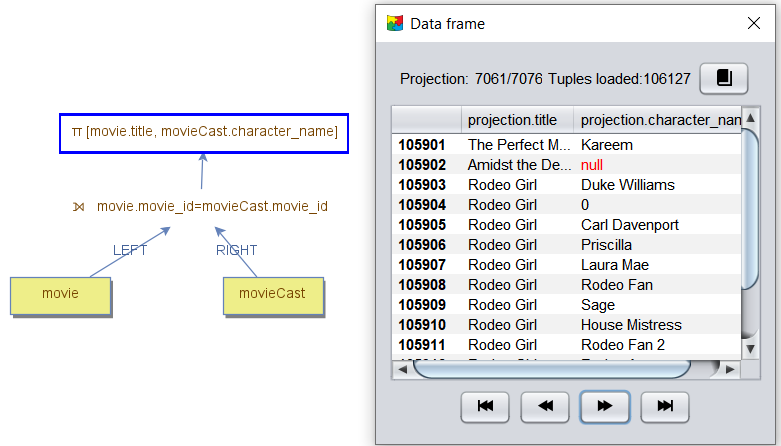 π [movie.title, movieCast.character_name]
⋈ movie.movie_id=movieCast.movie_id
LEFT RIGHT
movie movieCast
Data frame
Projection: 7061/7076 Tuples loaded:106127
projection.title projection.character_nam
105901 The Perfect M... Kareem
105902 Amidst the De... null
105903 Rodeo Girl Duke Williams
105904 Rodeo Girl 0
105905 Rodeo Girl Carl Davenport
105906 Rodeo Girl Priscilla
105907 Rodeo Girl Laura Mae
105908 Rodeo Girl Rodeo Fan
105909 Rodeo Girl Sage
105910 Rodeo Girl House Mistress
105911 Rodeo Girl Rodeo Fan 2